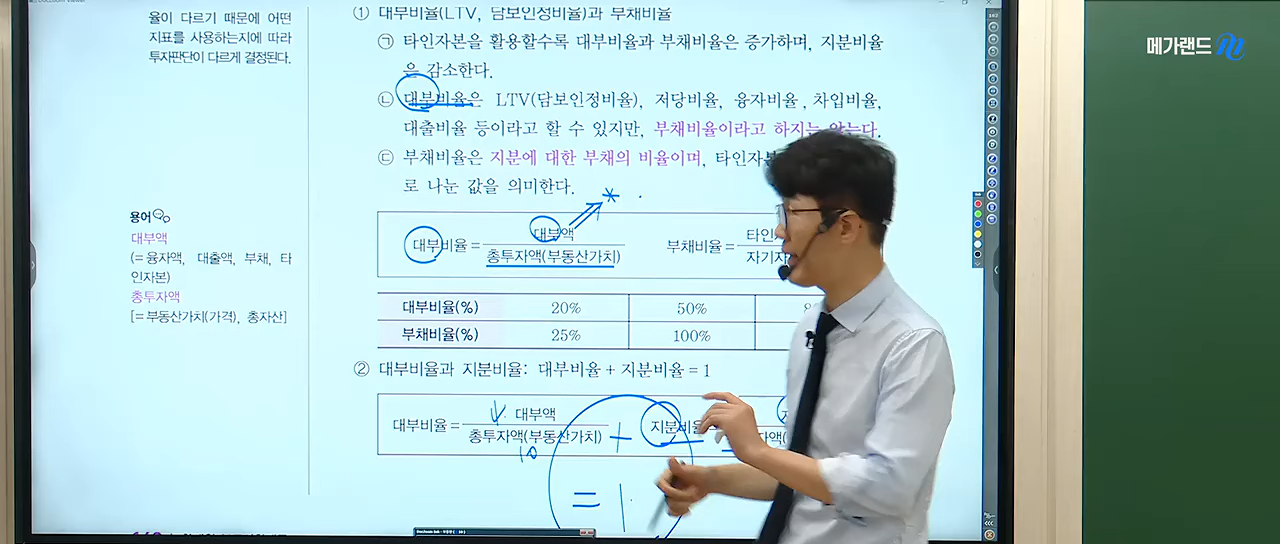 메가랜드
율이 다르기 때문에 어떤
지표를 사용하는지에 따라
투자판단이 다르게 결정된다.
① 대부비율(LTV, 담보인정비율)과 부채비율
㉠ 타인자본을 활용할수록 대부비율과 부채비율은 증가하며, 지분비율
은 감소한다.
㉡ 대부비율은 LTV(담보인정비율), 저당비율, 융자비율, 차입비율,
대출비율 등이라고 할 수 있지만, 부채비율이라고 하지는 않는다.
㉢ 부채비율은 지분에 대한 부채의 비율이며, 타인자본
로 나눈 값을 의미한다.
용어
대부액
(=융자액, 대출액, 부채, 타
인자본)
총투자액
[=부동산가치(가격), 총자산]
대부비율 = 대부액
총투자액(부동산가치)
부채비율 = 타인
자기자
대부비율(%) 20% 50%
부채비율(%) 25% 100%
② 대부비율과 지분비율: 대부비율 + 지분비율 = 1
대부비율 = 대부액
총투자액(부동산가치)
+ 지분비율
10
= 1